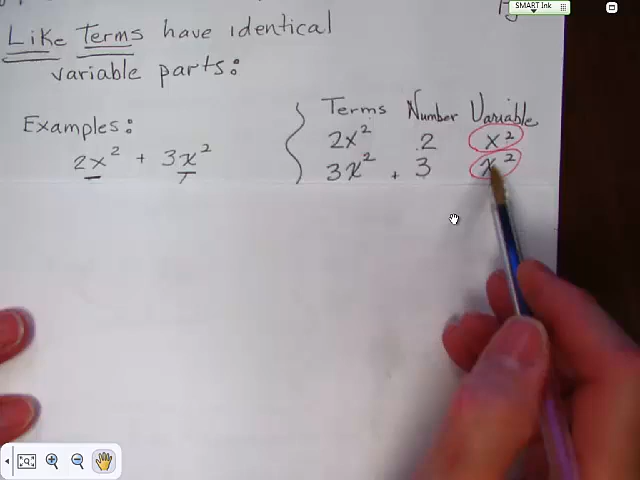 SMART Ink
Like Terms have identical
variable parts:
Examples:
2x² + 3x²
Terms Number Variable
2x² 2 x²
3x² + 3 x²